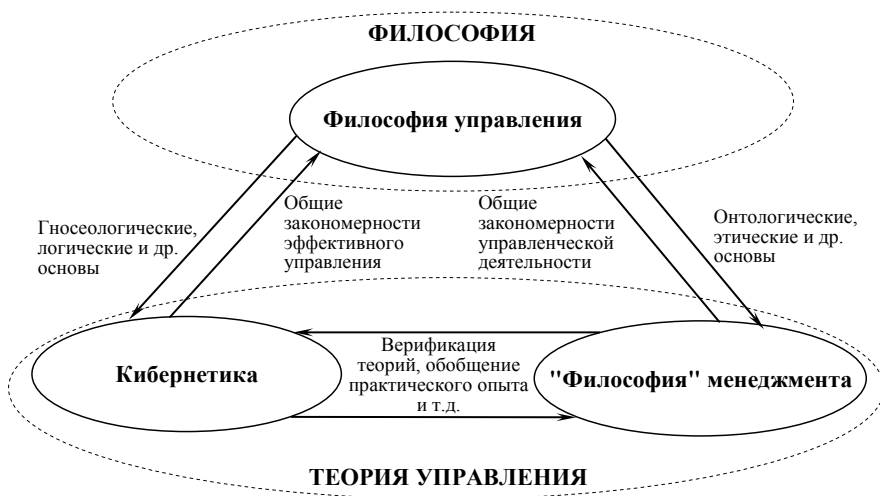 ФИЛОСОФИЯ
Философия управления
Гносеологические,
логические и др.
основы
Общие
закономерности
эффективного
управления
Общие
закономерности
управленческой
деятельности
Онтологические,
этические и др.
основы
Кибернетика
Верификация
теорий, обобщение
практического опыта
и т.д.
"Философия" менеджмента
ТЕОРИЯ УПРАВЛЕНИЯ